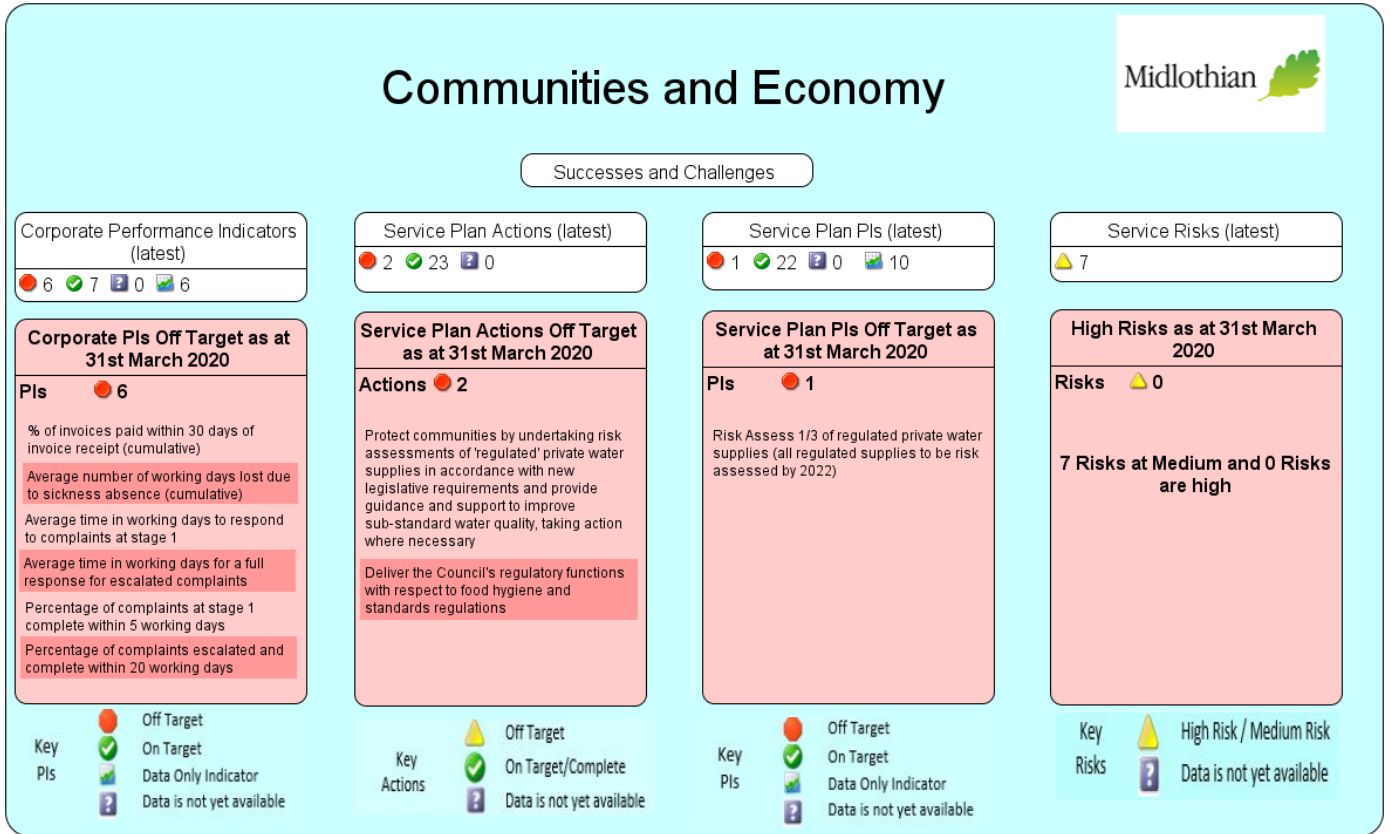 Communities and Economy
Midlothian
Successes and Challenges
Corporate Performance Indicators
(latest)
6 7 0 6
Service Plan Actions (latest)
2 23 0
Service Plan PIs (latest)
1 22 0 10
Service Risks (latest)
7
Corporate PIs Off Target as at
31st March 2020
PIs 6
% of invoices paid within 30 days of
invoice receipt (cumulative)
Average number of working days lost due
to sickness absence (cumulative)
Average time in working days to respond
to complaints at stage 1
Average time in working days for a full
response for escalated complaints
Percentage of complaints at stage 1
complete within 5 working days
Percentage of complaints escalated and
complete within 20 working days
Service Plan Actions Off Target
as at 31st March 2020
Actions 2
Protect communities by undertaking risk
assessments of 'regulated' private water
supplies in accordance with new
legislative requirements and provide
guidance and support to improve
sub-standard water quality, taking action
where necessary
Deliver the Council's regulatory functions
with respect to food hygiene and
standards regulations
Service Plan PIs Off Target as
at 31st March 2020
PIs 1
Risk Assess 1/3 of regulated private water
supplies (all regulated supplies to be risk
assessed by 2022)
High Risks as at 31st March
2020
Risks 0
7 Risks at Medium and 0 Risks
are high
Key
PIs
Off Target
On Target
Data Only Indicator
? Data is not yet available
Key
Actions
Off Target
On Target/Complete
? Data is not yet available
Key
PIs
Off Target
On Target
Data Only Indicator
? Data is not yet available
Key
Risks
High Risk / Medium Risk
? Data is not yet available